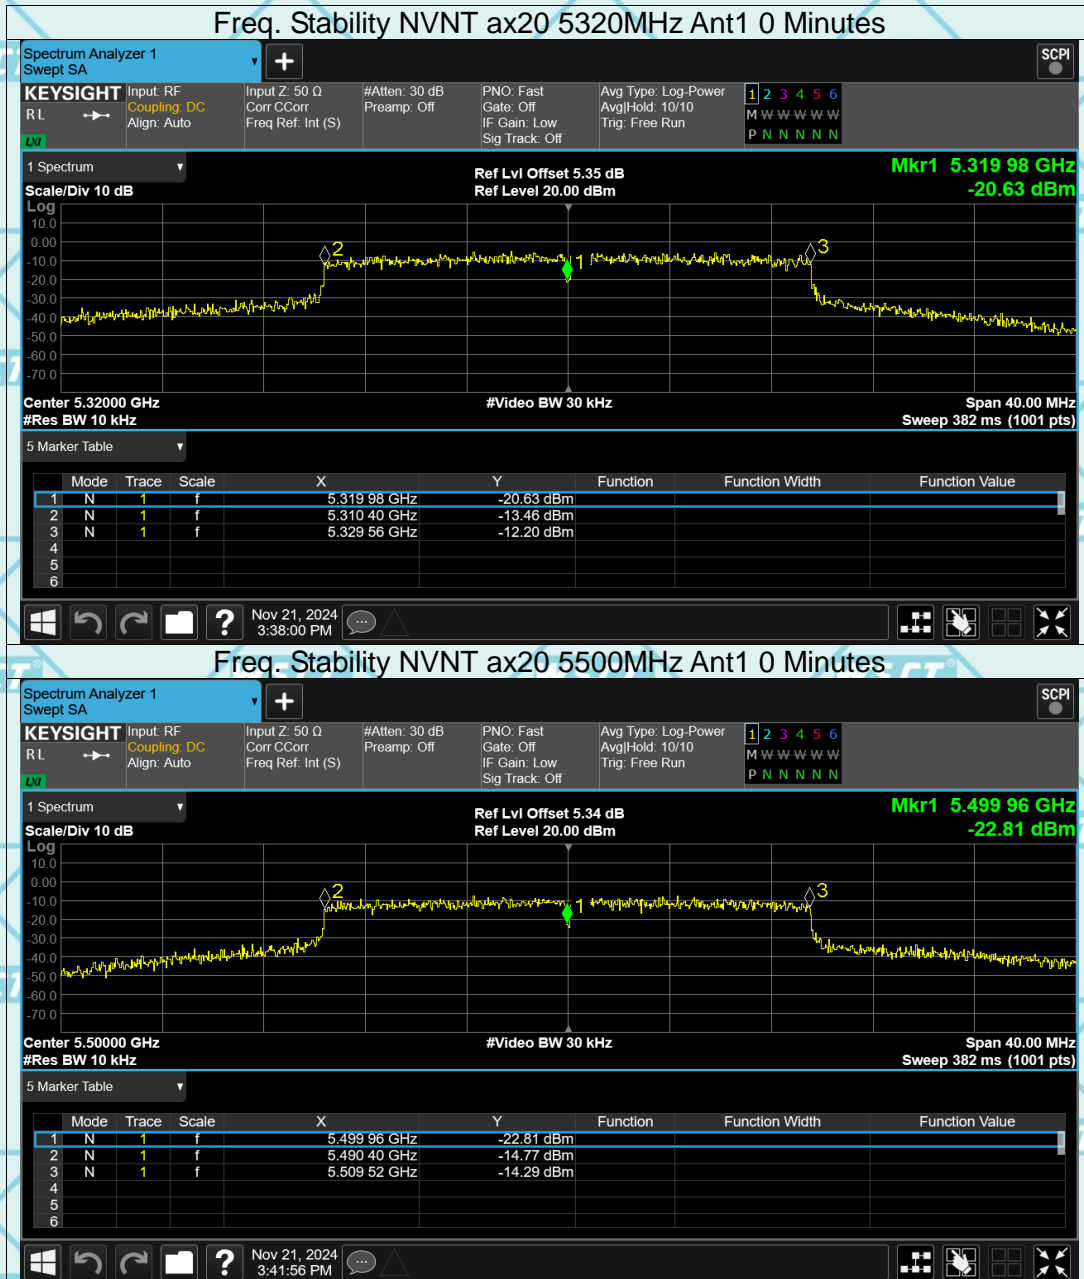 Freq. Stability NVNT ax20 5320MHz Ant1 0 Minutes
Spectrum Analyzer 1
Swept SA
SCPI
KEYSIGHT
RL
LXI
Input: RF
Coupling: DC
Align: Auto
Input Z: 50 Ω
Corr CCorr
Freq Ref: Int (S)
#Atten: 30 dB
Preamp: Off
PNO: Fast
Gate: Off
IF Gain: Low
Sig Track: Off
Avg Type: Log-Power
Avg|Hold: 10/10
Trig: Free Run
1 2 3 4 5 6
M W W W W W
P N N N N N
1 Spectrum
Scale/Div 10 dB
Ref Lvl Offset 5.35 dB
Ref Level 20.00 dBm
Mkr1 5.319 98 GHz
-20.63 dBm
Log
10.0
0.00
-10.0
-20.0
-30.0
-40.0
-50.0
-60.0
-70.0
2
1
3
Center 5.32000 GHz
#Video BW 30 kHz
Span 40.00 MHz
#Res BW 10 kHz
Sweep 382 ms (1001 pts)
5 Marker Table
Mode Trace Scale X Y Function Function Width Function Value
1 N 1 f 5.319 98 GHz -20.63 dBm
2 N 1 f 5.310 40 GHz -13.46 dBm
3 N 1 f 5.329 56 GHz -12.20 dBm
4
5
6
Nov 21, 2024
3:38:00 PM
Freq. Stability NVNT ax20 5500MHz Ant1 0 Minutes
Spectrum Analyzer 1
Swept SA
SCPI
KEYSIGHT
RL
LXI
Input: RF
Coupling: DC
Align: Auto
Input Z: 50 Ω
Corr CCorr
Freq Ref: Int (S)
#Atten: 30 dB
Preamp: Off
PNO: Fast
Gate: Off
IF Gain: Low
Sig Track: Off
Avg Type: Log-Power
Avg|Hold: 10/10
Trig: Free Run
1 2 3 4 5 6
M W W W W W
P N N N N N
1 Spectrum
Scale/Div 10 dB
Ref Lvl Offset 5.34 dB
Ref Level 20.00 dBm
Mkr1 5.499 96 GHz
-22.81 dBm
Log
10.0
0.00
-10.0
-20.0
-30.0
-40.0
-50.0
-60.0
-70.0
2
1
3
Center 5.50000 GHz
#Video BW 30 kHz
Span 40.00 MHz
#Res BW 10 kHz
Sweep 382 ms (1001 pts)
5 Marker Table
Mode Trace Scale X Y Function Function Width Function Value
1 N 1 f 5.499 96 GHz -22.81 dBm
2 N 1 f 5.490 40 GHz -14.77 dBm
3 N 1 f 5.509 52 GHz -14.29 dBm
4
5
6
Nov 21, 2024
3:41:56 PM